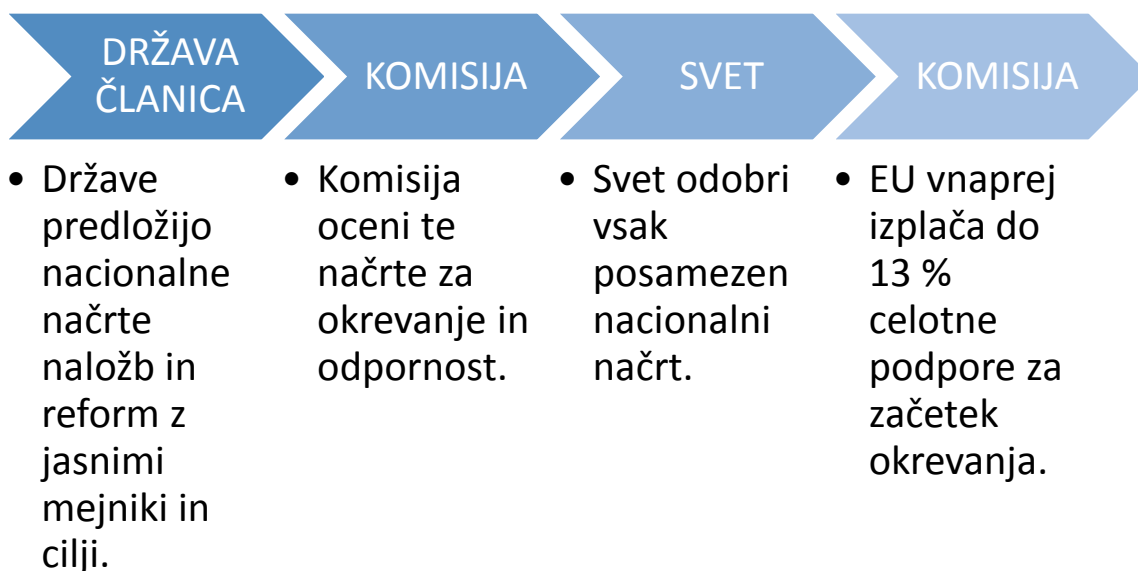 DRŽAVA
ČLANICA
• Države
predložijo
nacionalne
načrte
naložb in
reform z
jasnimi
mejniki in
cilji.
KOMISIJA
• Komisija
oceni te
načrte za
okrevanje in
odpornost.
SVET
• Svet odobri
vsak
posamezen
nacionalni
načrt.
KOMISIJA
• EU vnaprej
izplača do
13 %
celotne
podpore za
začetek
okrevanja.